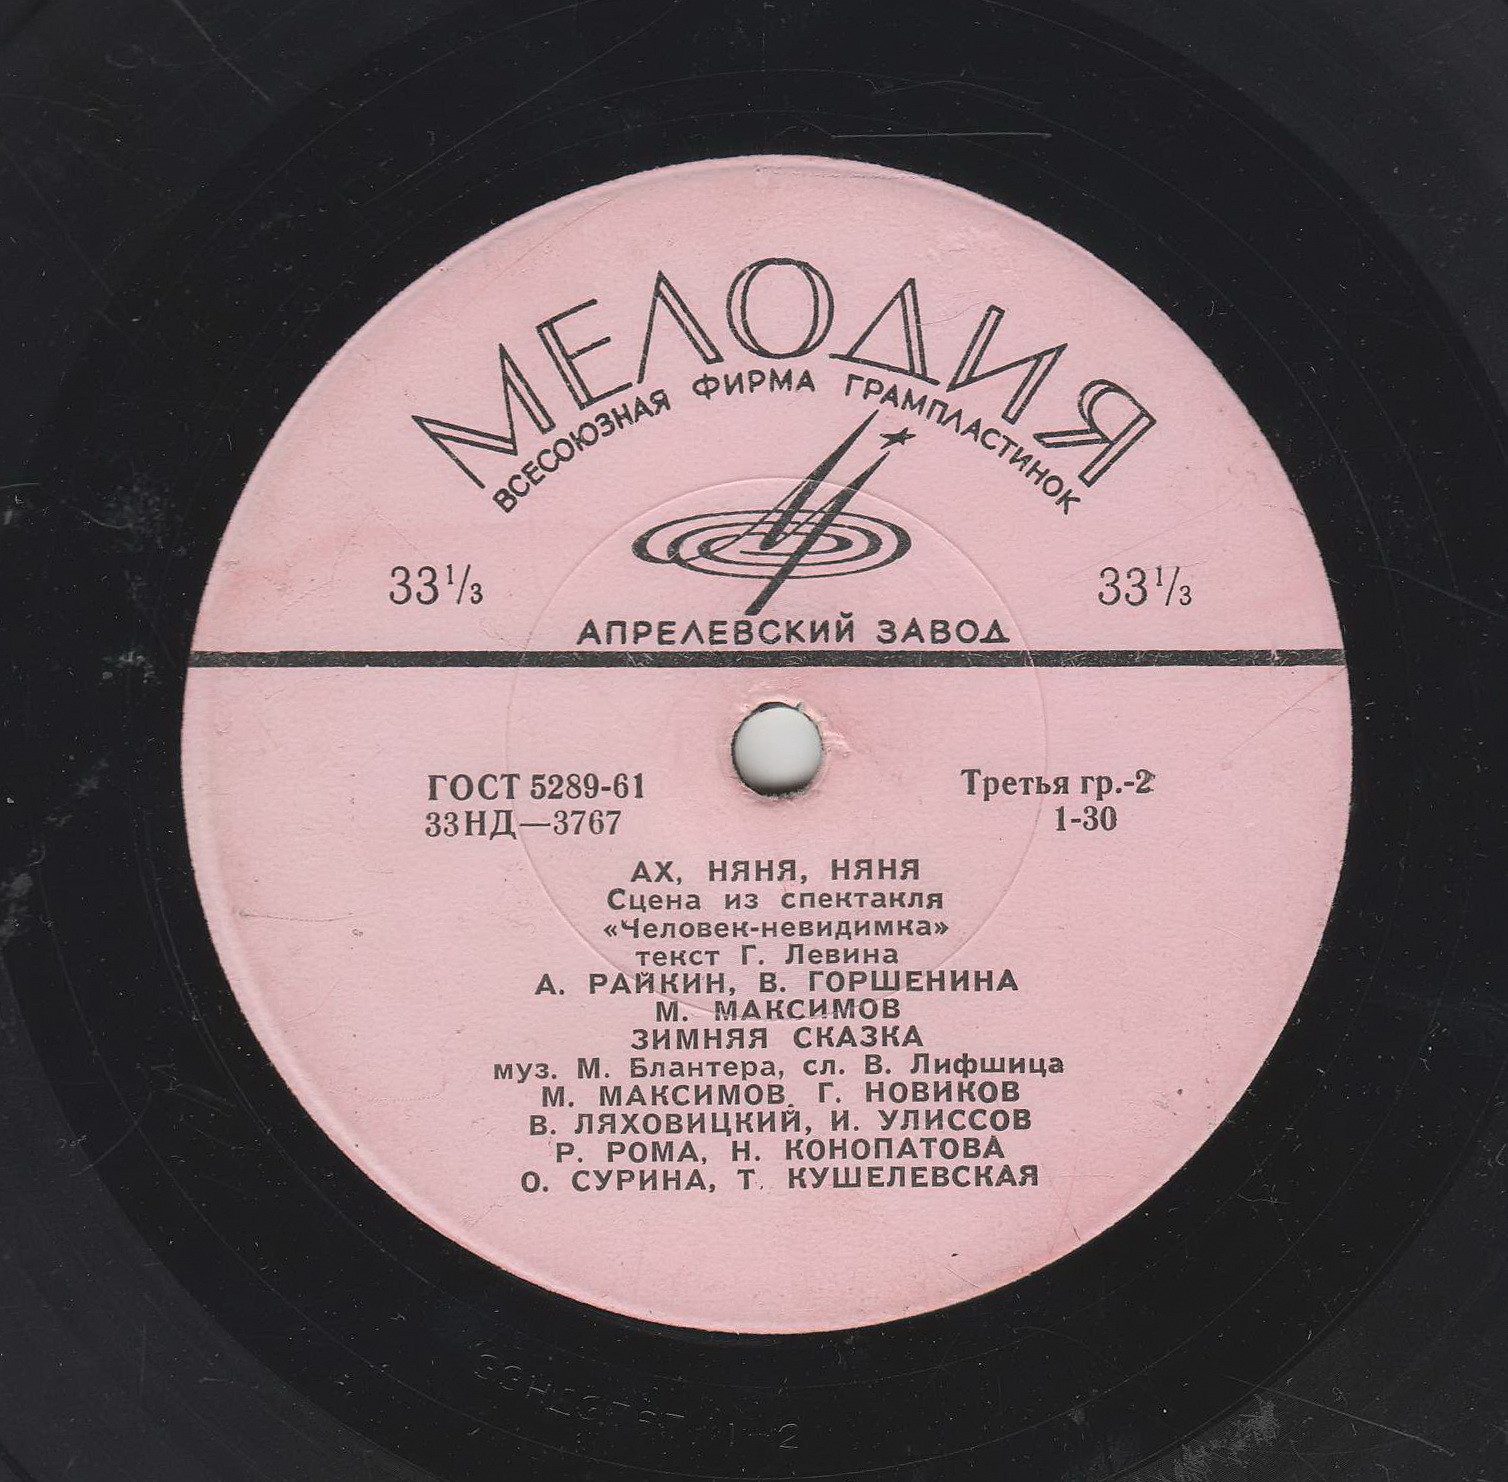 МЕЛОДИЯ
ВСЕСОЮЗНАЯ ФИРМА ГРАМПЛАСТИНОК
33⅓ 33⅓
АПРЕЛЕВСКИЙ ЗАВОД
ГОСТ 5289-61 Третья гр.-2
33НД—3767 1-30
АХ, НЯНЯ, НЯНЯ
Сцена из спектакля
«Человек-невидимка»
текст Г. Левина
А. РАЙКИН, В. ГОРШЕНИНА
М. МАКСИМОВ
ЗИМНЯЯ СКАЗКА
муз. М. Блантера, сл. В. Лифшица
М. МАКСИМОВ, Г. НОВИКОВ
В. ЛЯХОВИЦКИЙ, И. УЛИССОВ
Р. РОМА, Н. КОНОПАТОВА
О. СУРИНА, Т. КУШЕЛЕВСКАЯ